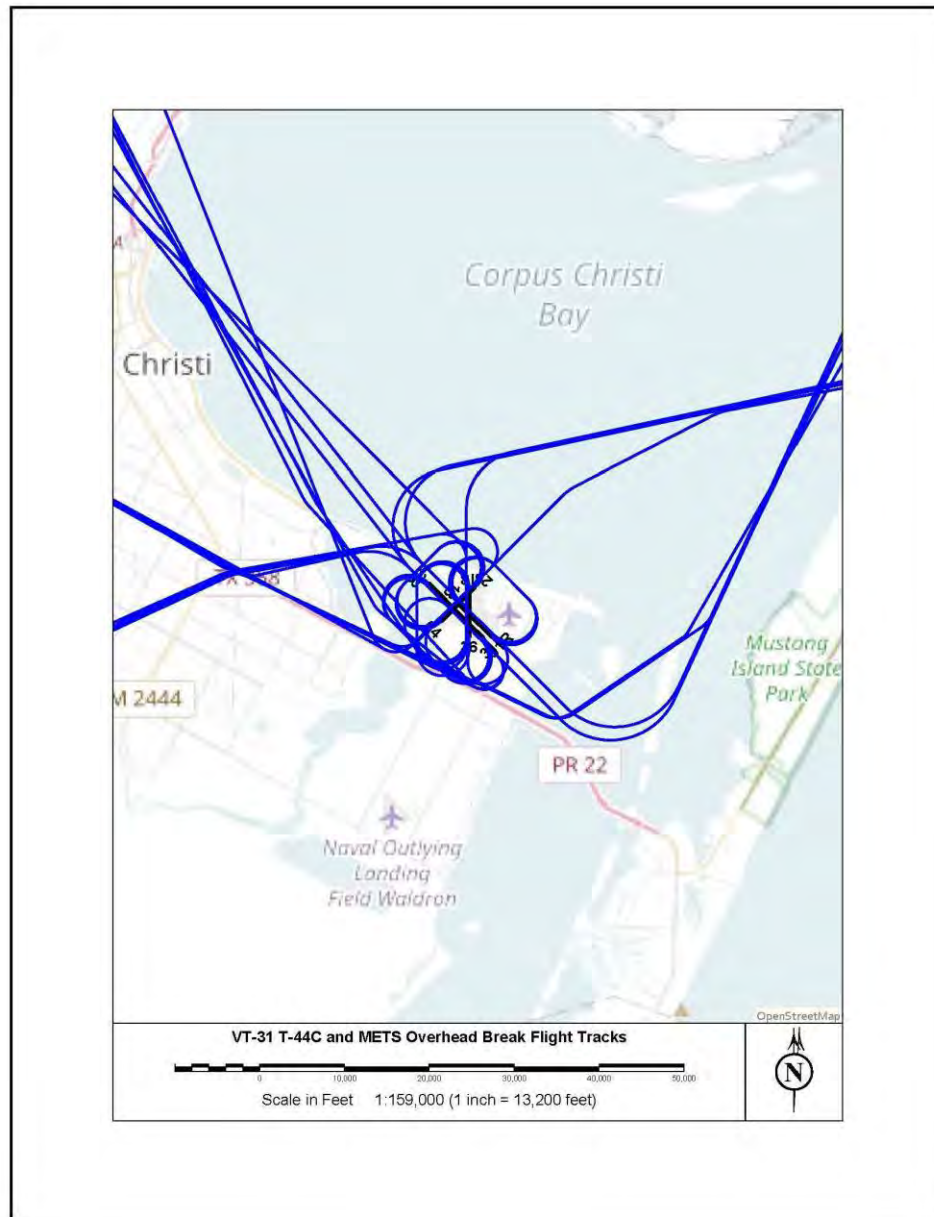 A
Corpus Christi
Bay
Christi
TX 358
Mustang
Island State
Park
M 2444
PR 22
Naval Outlying
Landing
Field Waldron
OpenStreetMap
VT-31 T-44C and METS Overhead Break Flight Tracks
0 10,000 20,000 30,000 40,000 50,000
Scale in Feet 1:159,000 (1 inch = 13,200 feet)
N